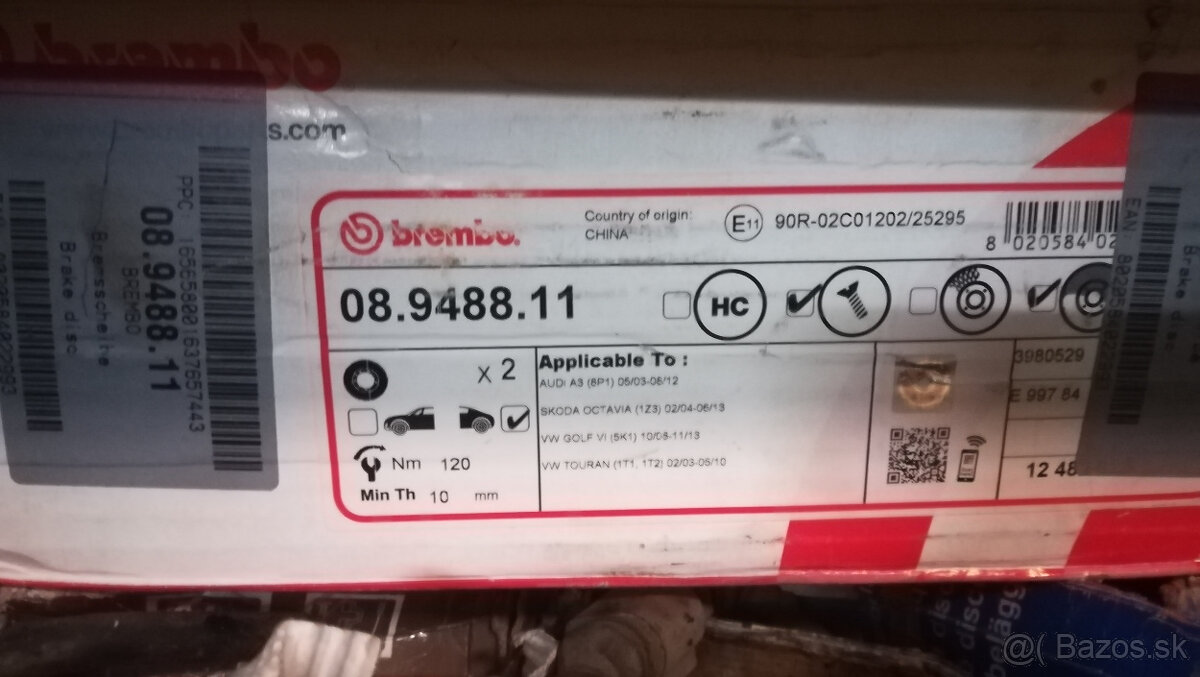 s.com
brembo.
Country of origin:
CHINA
E11
90R-02C01202/25295
8 020584 02
08.9488.11
HC
x 2
Nm 120
Min Th 10 mm
Applicable To :
AUDI A3 (8P1) 05/03-08/12
SKODA OCTAVIA (1Z3) 02/04-06/13
VW GOLF VI (5K1) 10/08-11/13
VW TOURAN (1T1, 1T2) 02/03-05/10
3980529
E 997 84
12 48
PPC: 165658001637657443
08.9488.11
BREMBO
Bremsscheibe
Brake disc
Brake disc
disc
@( Bazos.sk